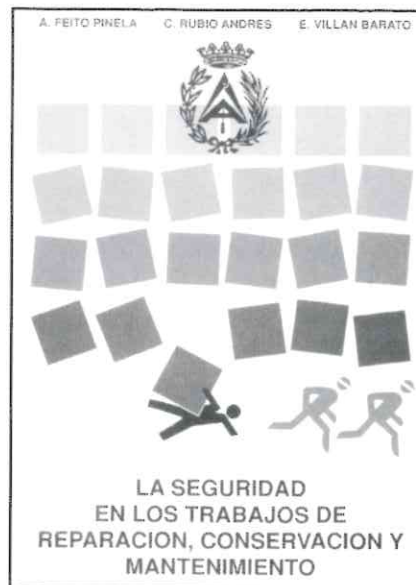 A. FEITO PINELA C. RUBIO ANDRES E. VILLAN BARATO
LA SEGURIDAD
EN LOS TRABAJOS DE
REPARACION, CONSERVACION Y
MANTENIMIENTO